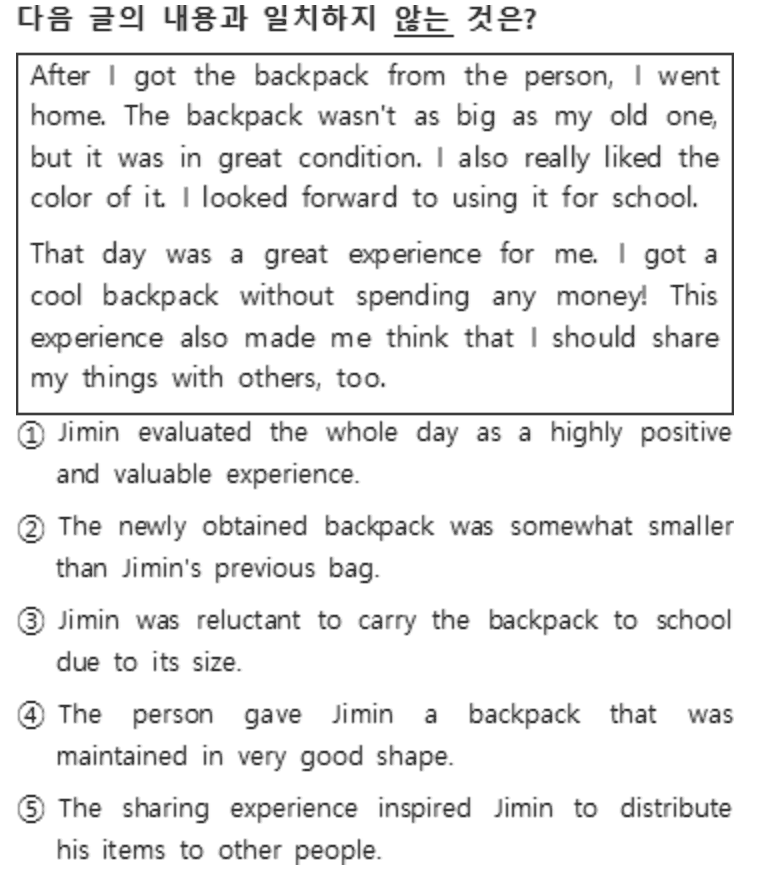 다음 글의 내용과 일치하지 않는 것은?
After I got the backpack from the person, I went
home. The backpack wasn't as big as my old one,
but it was in great condition. I also really liked the
color of it. I looked forward to using it for school.
That day was a great experience for me. I got a
cool backpack without spending any money! This
experience also made me think that I should share
my things with others, too.
① Jimin evaluated the whole day as a highly positive
and valuable experience.
② The newly obtained backpack was somewhat smaller
than Jimin's previous bag.
③ Jimin was reluctant to carry the backpack to school
due to its size.
④ The person gave Jimin a backpack that was
maintained in very good shape.
⑤ The sharing experience inspired Jimin to distribute
his items to other people.